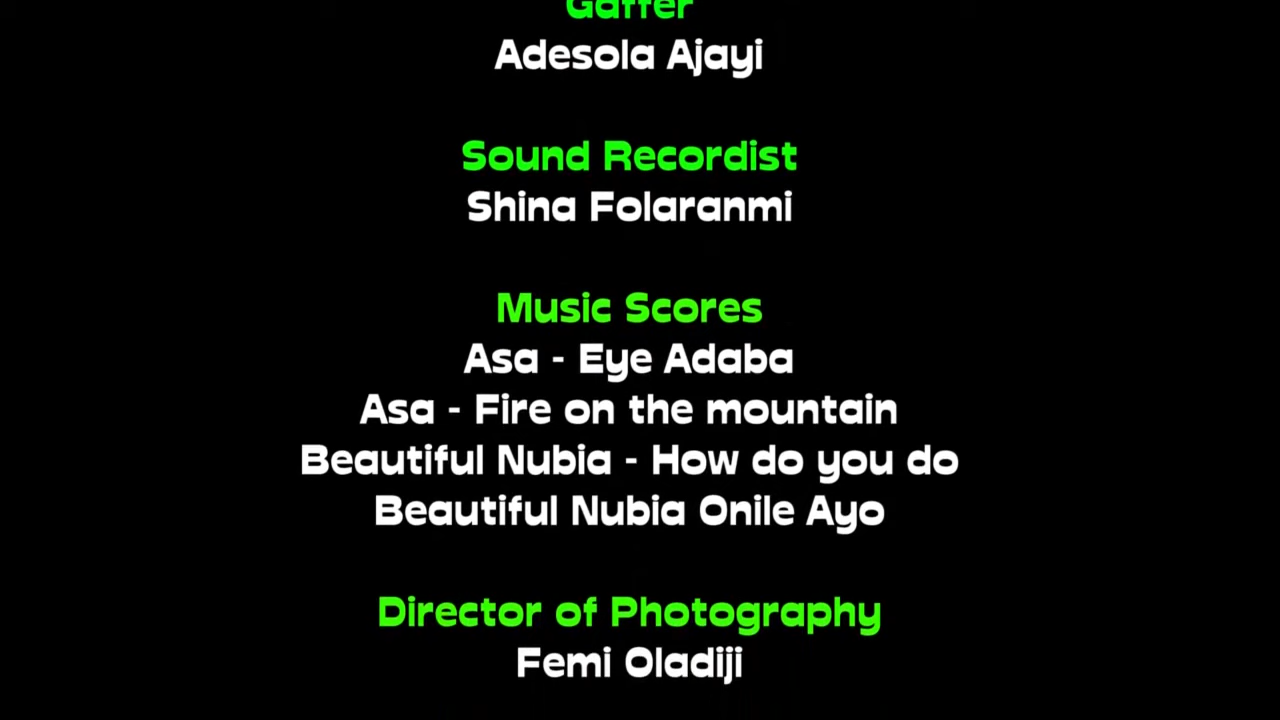 Gaffer
Adesola Ajayi
Sound Recordist
Shina Folaranmi
Music Scores
Asa - Eye Adaba
Asa - Fire on the mountain
Beautiful Nubia - How do you do
Beautiful Nubia Onile Ayo
Director of Photography
Femi Oladiji